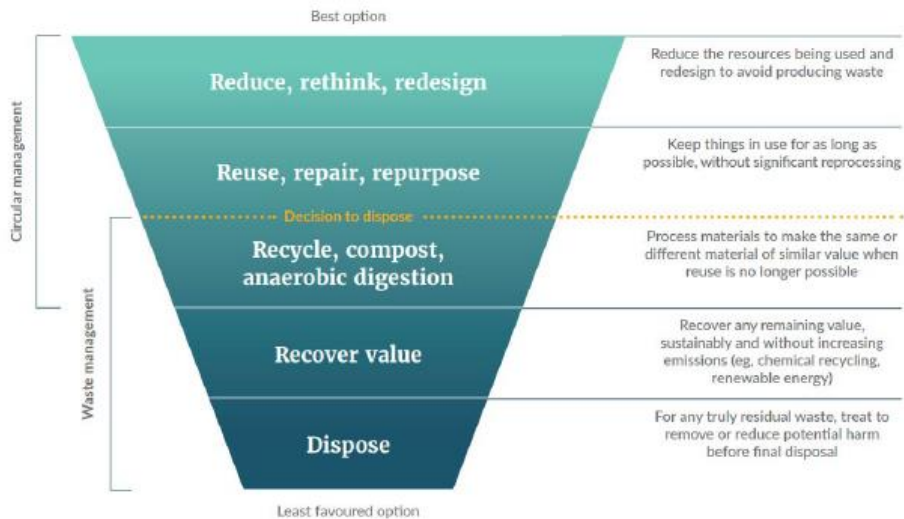 Best option
Circular management
Waste management
Reduce, rethink, redesign
Reduce the resources being used and
redesign to avoid producing waste
Reuse, repair, repurpose
Keep things in use for as long as
possible, without significant reprocessing
Decision to dispose
Recycle, compost,
anaerobic digestion
Process materials to make the same or
different material of similar value when
reuse is no longer possible
Recover value
Recover any remaining value,
sustainably and without increasing
emissions (eg, chemical recycling,
renewable energy)
Dispose
For any truly residual waste, treat to
remove or reduce potential harm
before final disposal
Least favoured option